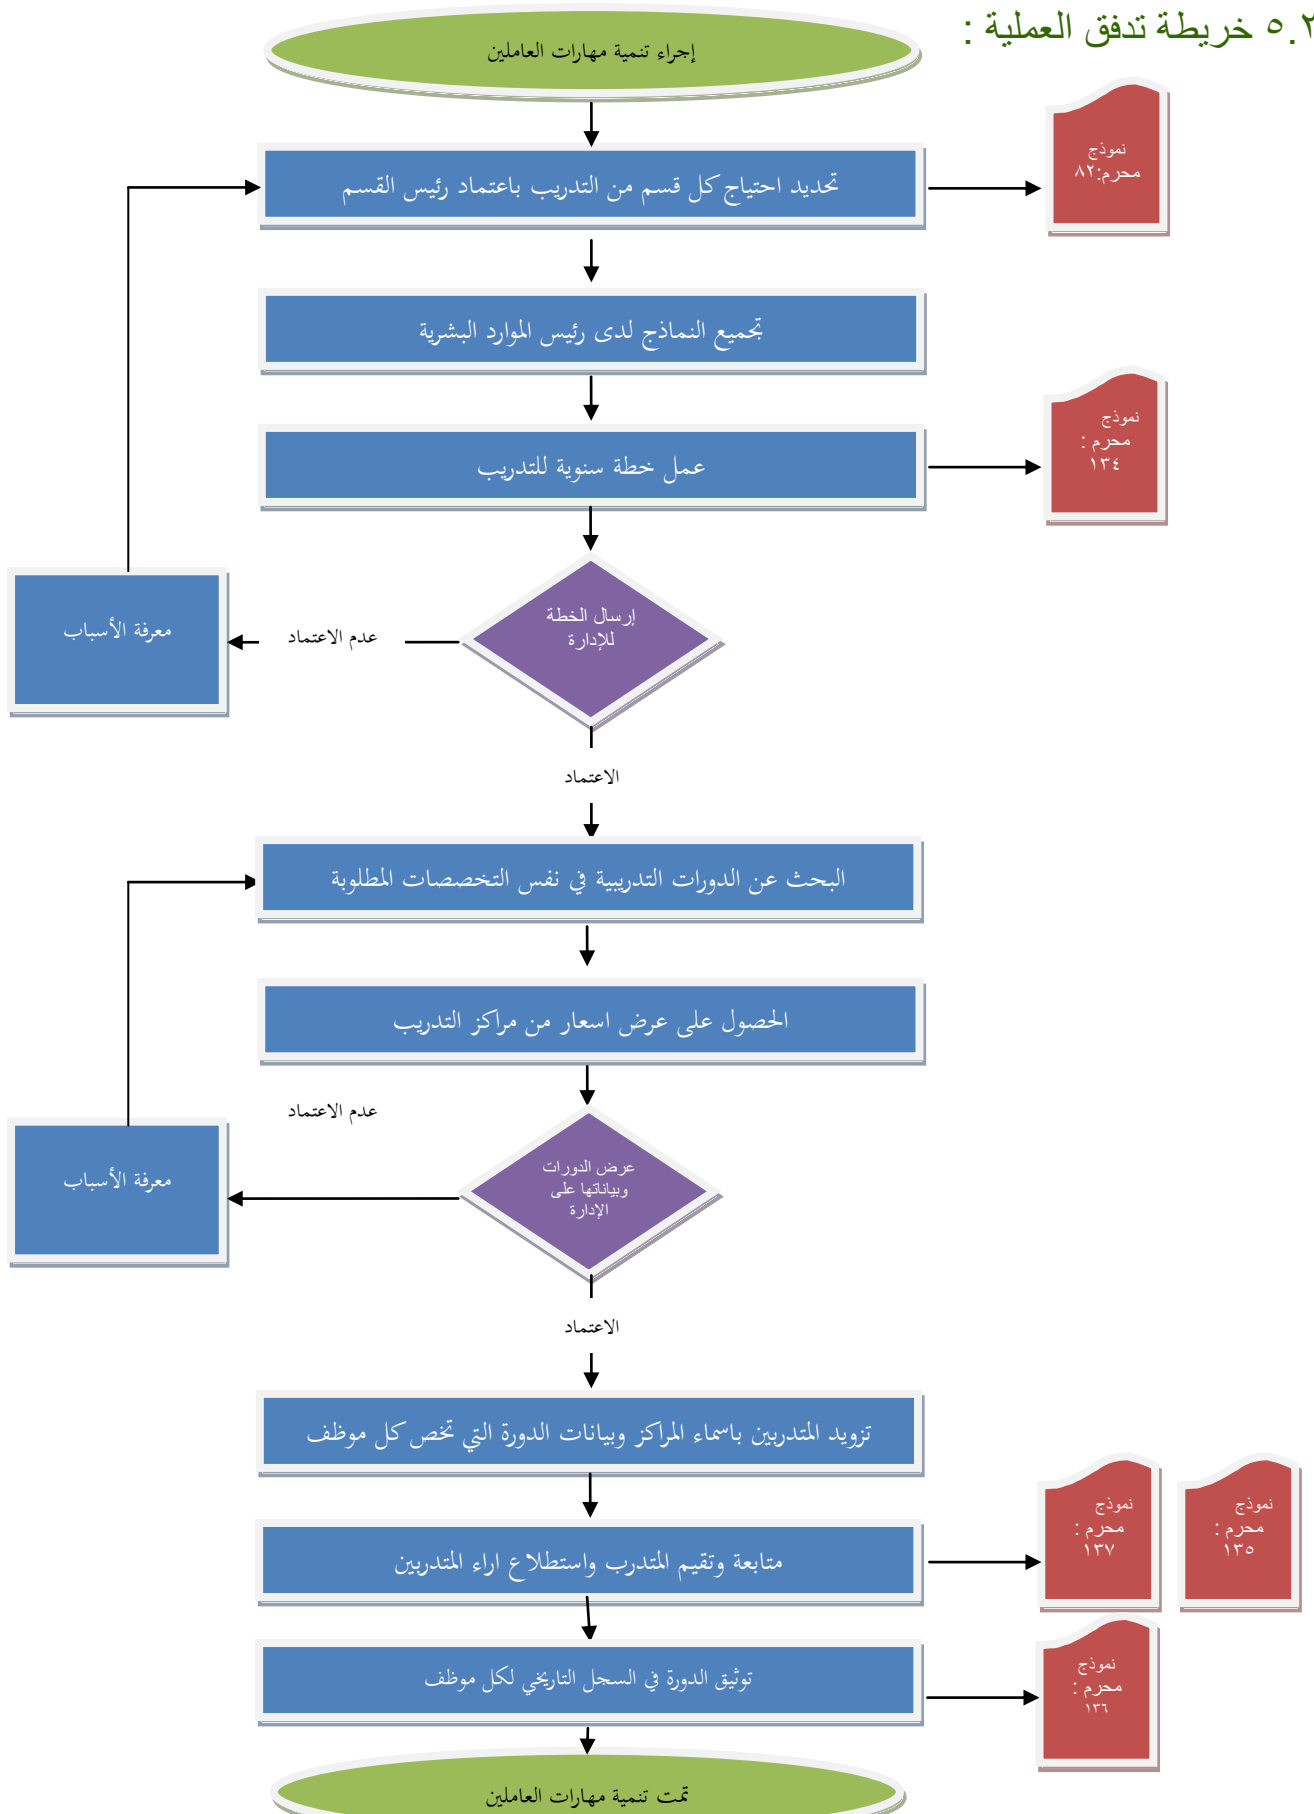 ٥.٢ خريطة تدفق العملية :
إجراء تنمية مهارات العاملين
تحديد احتياج كل قسم من التدريب باعتماد رئيس القسم
نموذج
محرم:٨٢
تجميع النماذج لدى رئيس الموارد البشرية
عمل خطة سنوية للتدريب
نموذج
محرم :
١٣٤
إرسال الخطة
للإدارة
عدم الاعتماد
معرفة الأسباب
الاعتماد
البحث عن الدورات التدريبية في نفس التخصصات المطلوبة
الحصول على عرض اسعار من مراكز التدريب
عدم الاعتماد
عرض الدورات
وبياناتها على
الإدارة
معرفة الأسباب
الاعتماد
تزويد المتدربين باسماء المراكز وبيانات الدورة التي تخص كل موظف
متابعة وتقيم المتدرب واستطلاع اراء المتدربين
نموذج
محرم :
١٣٥
نموذج
محرم :
١٣٧
توثيق الدورة في السجل التاريخي لكل موظف
نموذج
محرم :
١٣٦
تمت تنمية مهارات العاملين